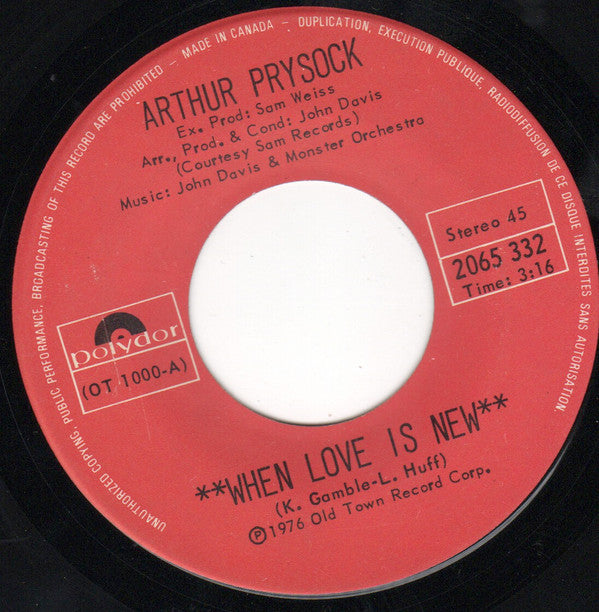 UNAUTHORIZED COPYING, PUBLIC PERFORMANCE, BROADCASTING OF THIS RECORD ARE PROHIBITED - MADE IN CANADA - DUPLICATION, EXECUTION PUBLIQUE, RADIODIFFUSION DE CE DISQUE INTERDITES SANS AUTORISATION
ARTHUR PRYSOCK
Ex. Prod: Sam Weiss
Arr., Prod. & Cond: John Davis
(Courtesy Sam Records)
Music: John Davis & Monster Orchestra
Stereo 45
2065 332
Time: 3:16
polydor
(OT 1000-A)
**WHEN LOVE IS NEW**
(K. Gamble-L. Huff)
Ⓟ1976 Old Town Record Corp.